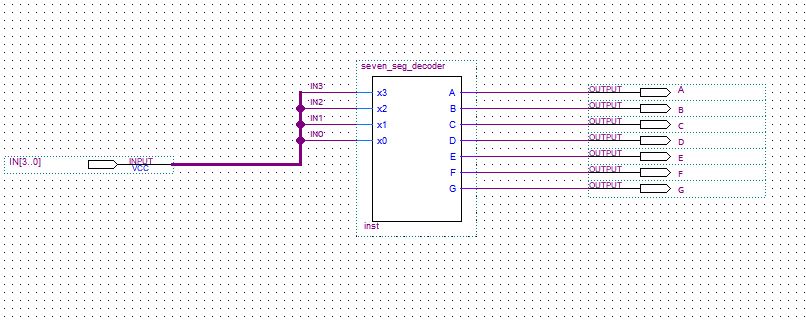 seven_seg_decoder
IN3 x3 A OUTPUT A
IN2 x2 B OUTPUT B
IN1 x1 C OUTPUT C
IN0 x0 D OUTPUT D
IN[3..0] INPUT E OUTPUT E
VCC
F OUTPUT F
G OUTPUT G
inst